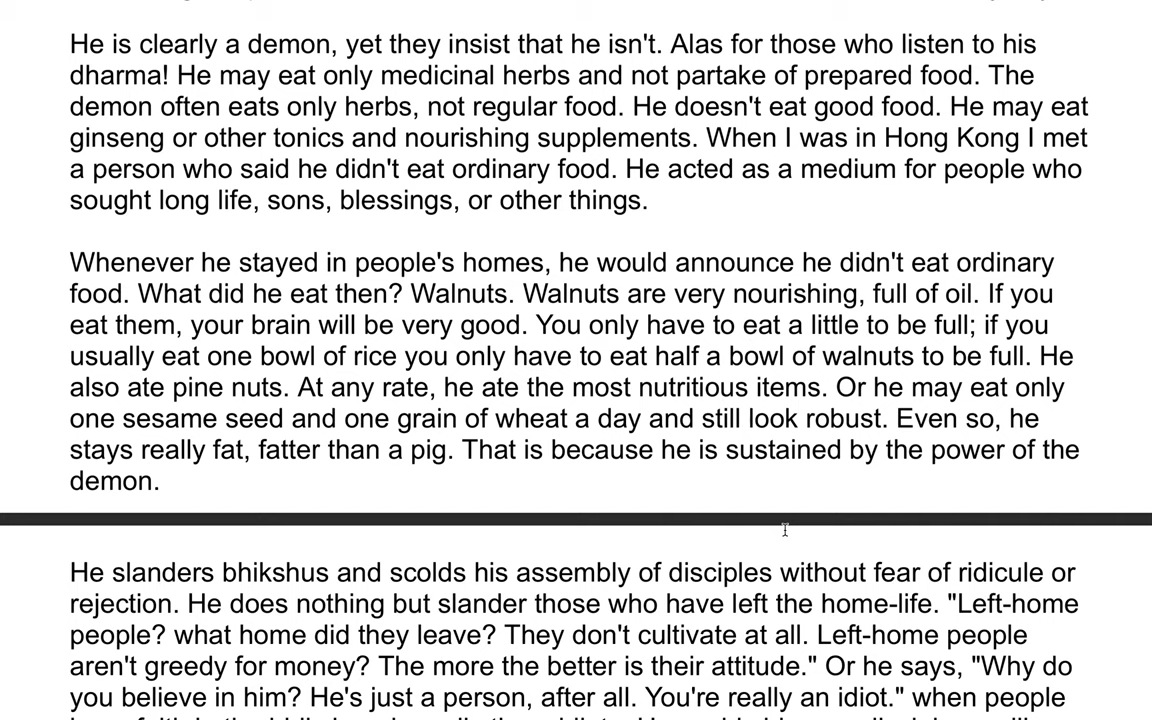 He is clearly a demon, yet they insist that he isn't. Alas for those who listen to his
dharma! He may eat only medicinal herbs and not partake of prepared food. The
demon often eats only herbs, not regular food. He doesn't eat good food. He may eat
ginseng or other tonics and nourishing supplements. When I was in Hong Kong I met
a person who said he didn't eat ordinary food. He acted as a medium for people who
sought long life, sons, blessings, or other things.
Whenever he stayed in people's homes, he would announce he didn't eat ordinary
food. What did he eat then? Walnuts. Walnuts are very nourishing, full of oil. If you
eat them, your brain will be very good. You only have to eat a little to be full; if you
usually eat one bowl of rice you only have to eat half a bowl of walnuts to be full. He
also ate pine nuts. At any rate, he ate the most nutritious items. Or he may eat only
one sesame seed and one grain of wheat a day and still look robust. Even so, he
stays really fat, fatter than a pig. That is because he is sustained by the power of the
demon.
He slanders bhikshus and scolds his assembly of disciples without fear of ridicule or
rejection. He does nothing but slander those who have left the home-life. "Left-home
people? what home did they leave? They don't cultivate at all. Left-home people
aren't greedy for money? The more the better is their attitude." Or he says, "Why do
you believe in him? He's just a person, after all. You're really an idiot." when people